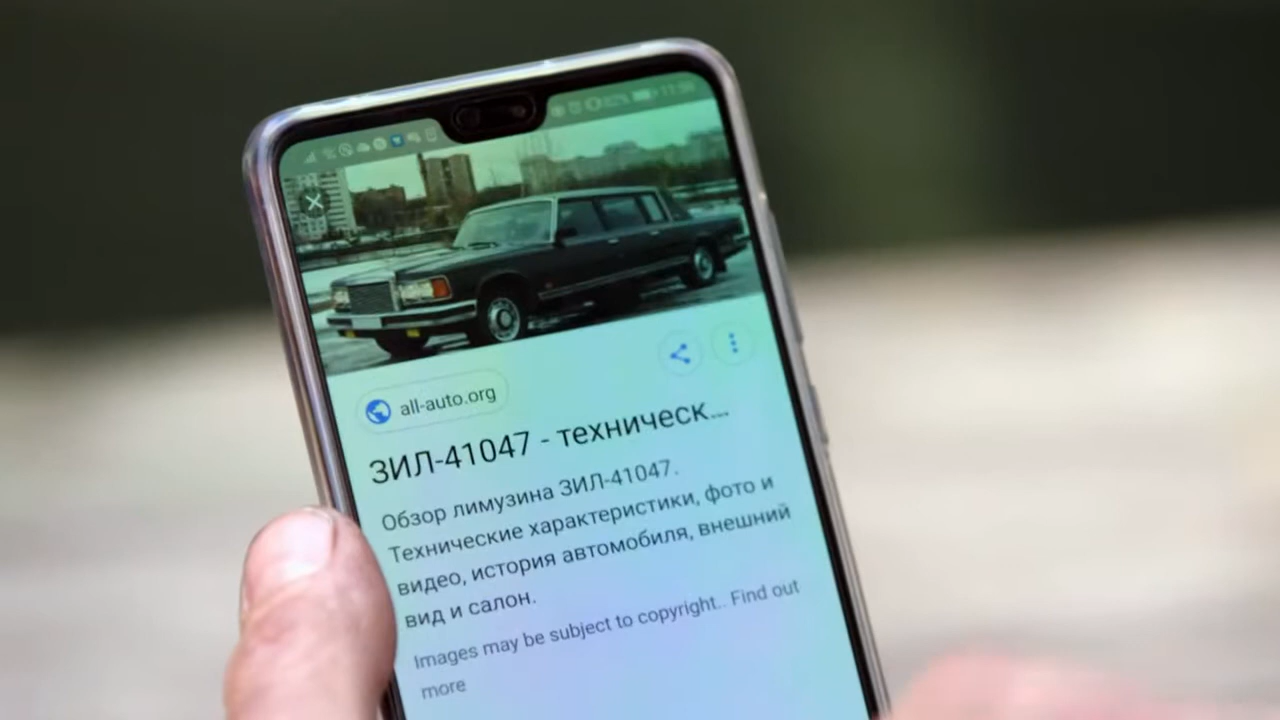 all-auto.org
ЗИЛ-41047 - техническ...
Обзор лимузина ЗИЛ-41047.
Технические характеристики, фото и
видео, история автомобиля, внешний
вид и салон.
Images may be subject to copyright.. Find out
more